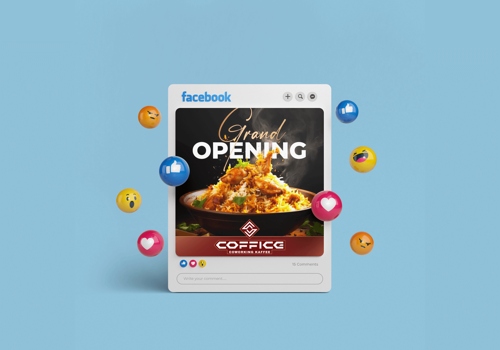 facebook
Grand
OPENING
COFFICE
COWORKING KAFFEE